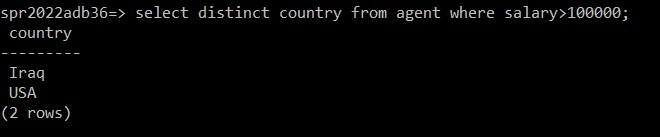 spr2022adb36=> select distinct country from agent where salary>100000;
country
---------
Iraq
USA
(2 rows)